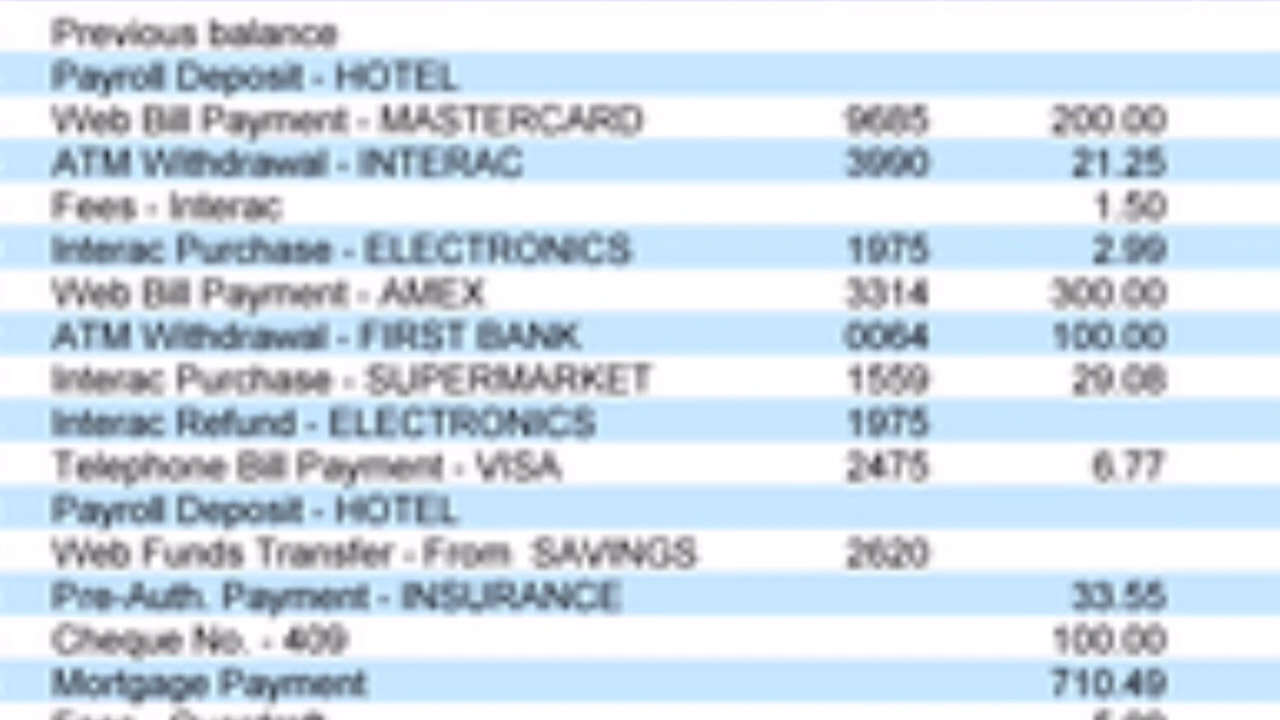 Previous balance
Payroll Deposit - HOTEL
Web Bill Payment - MASTERCARD 9685 200.00
ATM Withdrawal - INTERAC 3990 21.25
Fees - Interac 1.50
Interac Purchase - ELECTRONICS 1975 2.99
Web Bill Payment - AMEX 3314 300.00
ATM Withdrawal - FIRST BANK 0064 100.00
Interac Purchase - SUPERMARKET 1559 29.08
Interac Refund - ELECTRONICS 1975
Telephone Bill Payment - VISA 2475 6.77
Payroll Deposit - HOTEL
Web Funds Transfer - From SAVINGS 2620
Pre-Auth. Payment - INSURANCE 33.55
Cheque No. - 409 100.00
Mortgage Payment 710.49
Fees - Overdraft